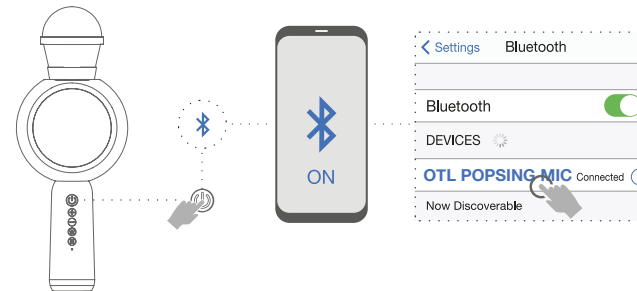 ON
Settings Bluetooth
Bluetooth
DEVICES
OTL POPSING MIC Connected
Now Discoverable